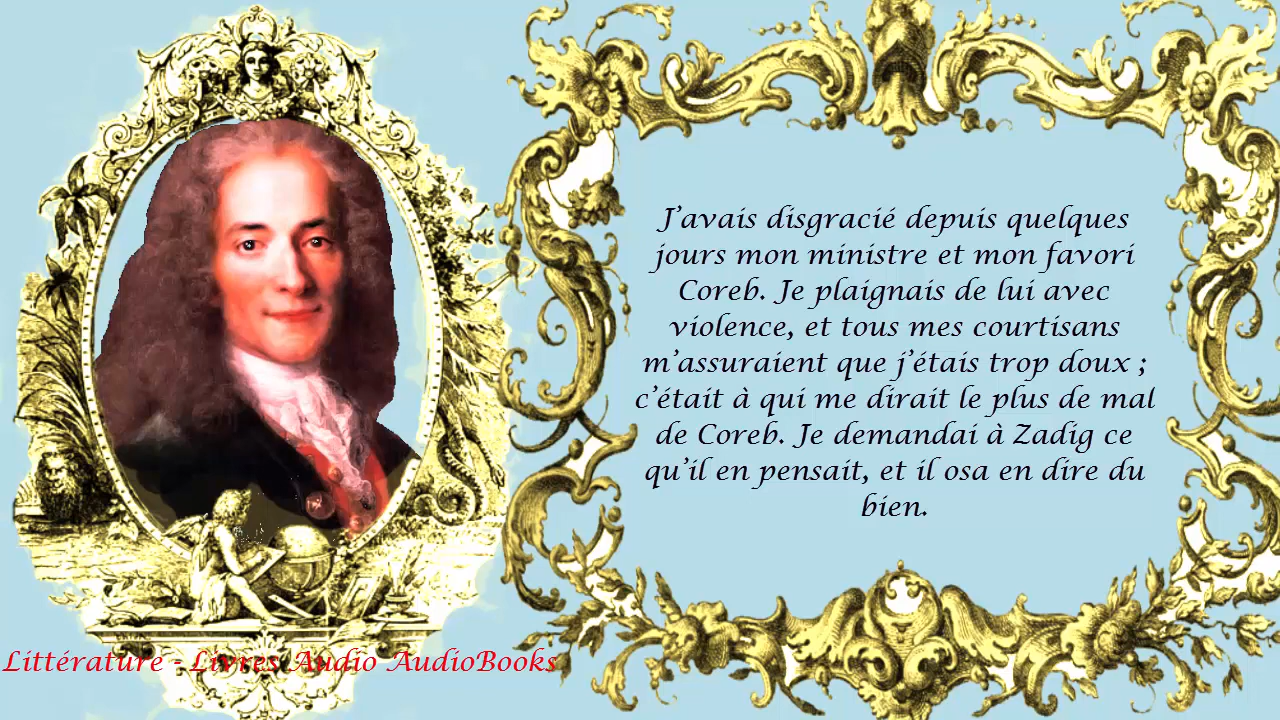 J'avais disgracié depuis quelques
jours mon ministre et mon favori
Coreb. Je plaignais de lui avec
violence, et tous mes courtisans
m'assuraient que j'étais trop doux ;
c'était à qui me dirait le plus de mal
de Coreb. Je demandai à Zadig ce
qu'il en pensait, et il osa en dire du
bien.
Littérature - Livres Audio AudioBooks